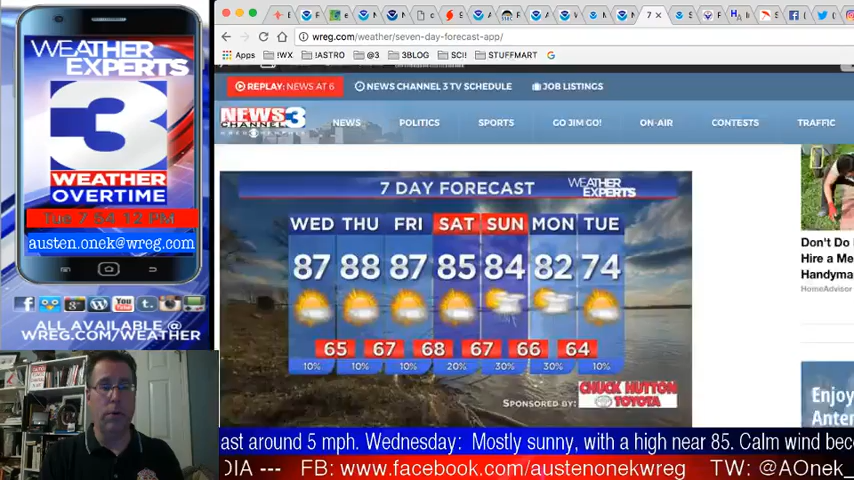 WEATHER
EXPERTS
3
WEATHER
OVERTIME
Tue 7:54:12 PM
austen.onek@wreg.com
ALL AVAILABLE @
WREG.COM/WEATHER
wreg.com/weather/seven-day-forecast-app/
Apps !WX !ASTRO @3 3BLOG SCI! STUFFMART
REPLAY: NEWS AT 6 NEWS CHANNEL 3 TV SCHEDULE JOB LISTINGS
NEWS
CHANNEL
3
NEWS POLITICS SPORTS GO JIM GO! ON-AIR CONTESTS TRAFFIC
7 DAY FORECAST WEATHER EXPERTS
WED THU FRI SAT SUN MON TUE
87 88 87 85 84 82 74
65 67 68 67 66 64
10% 10% 10% 20% 30% 30% 10%
SPONSORED BY: CHUCK HUTTON
TOYOTA
Don't Do
Hire a Me
Handyma
HomeAdvisor
Enjoy
Anter
ast around 5 mph. Wednesday: Mostly sunny, with a high near 85. Calm wind bec
DIA --- FB: www.facebook.com/austenonekwreg TW: @AOnek_